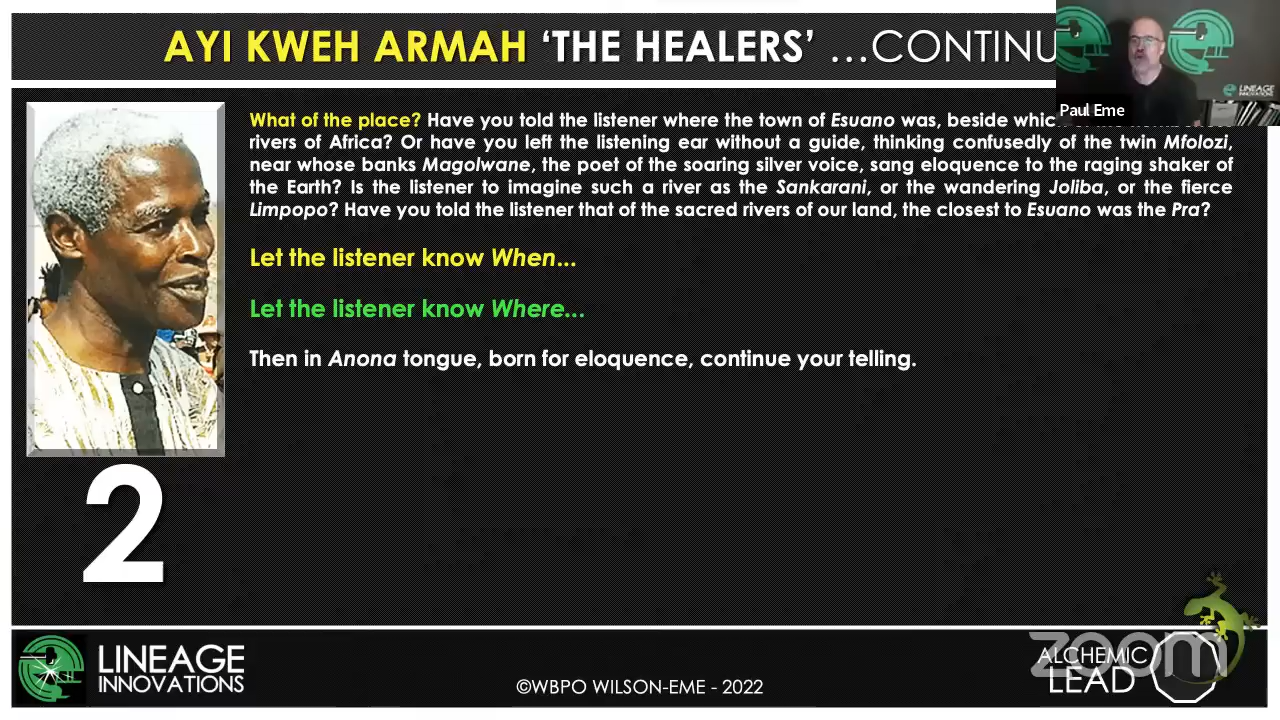 AYI KWEH ARMAH ‘THE HEALERS’ …CONTINU
Paul Eme
What of the place? Have you told the listener where the town of Esuano was, beside
rivers of Africa? Or have you left the listening ear without a guide, thinking confusedly of the twin Mfolozi,
near whose banks Magolwane, the poet of the soaring silver voice, sang eloquence to the raging shaker of
the Earth? Is the listener to imagine such a river as the Sankarani, or the wandering Joliba, or the fierce
Limpopo? Have you told the listener that of the sacred rivers of our land, the closest to Esuano was the Pra?
Let the listener know When...
Let the listener know Where...
Then in Anona tongue, born for eloquence, continue your telling.
2
LINEAGE
INNOVATIONS
©WBPO WILSON-EME - 2022
zoom
ALCHEMIC
LEAD
LINEAGE
INNOVATIONS